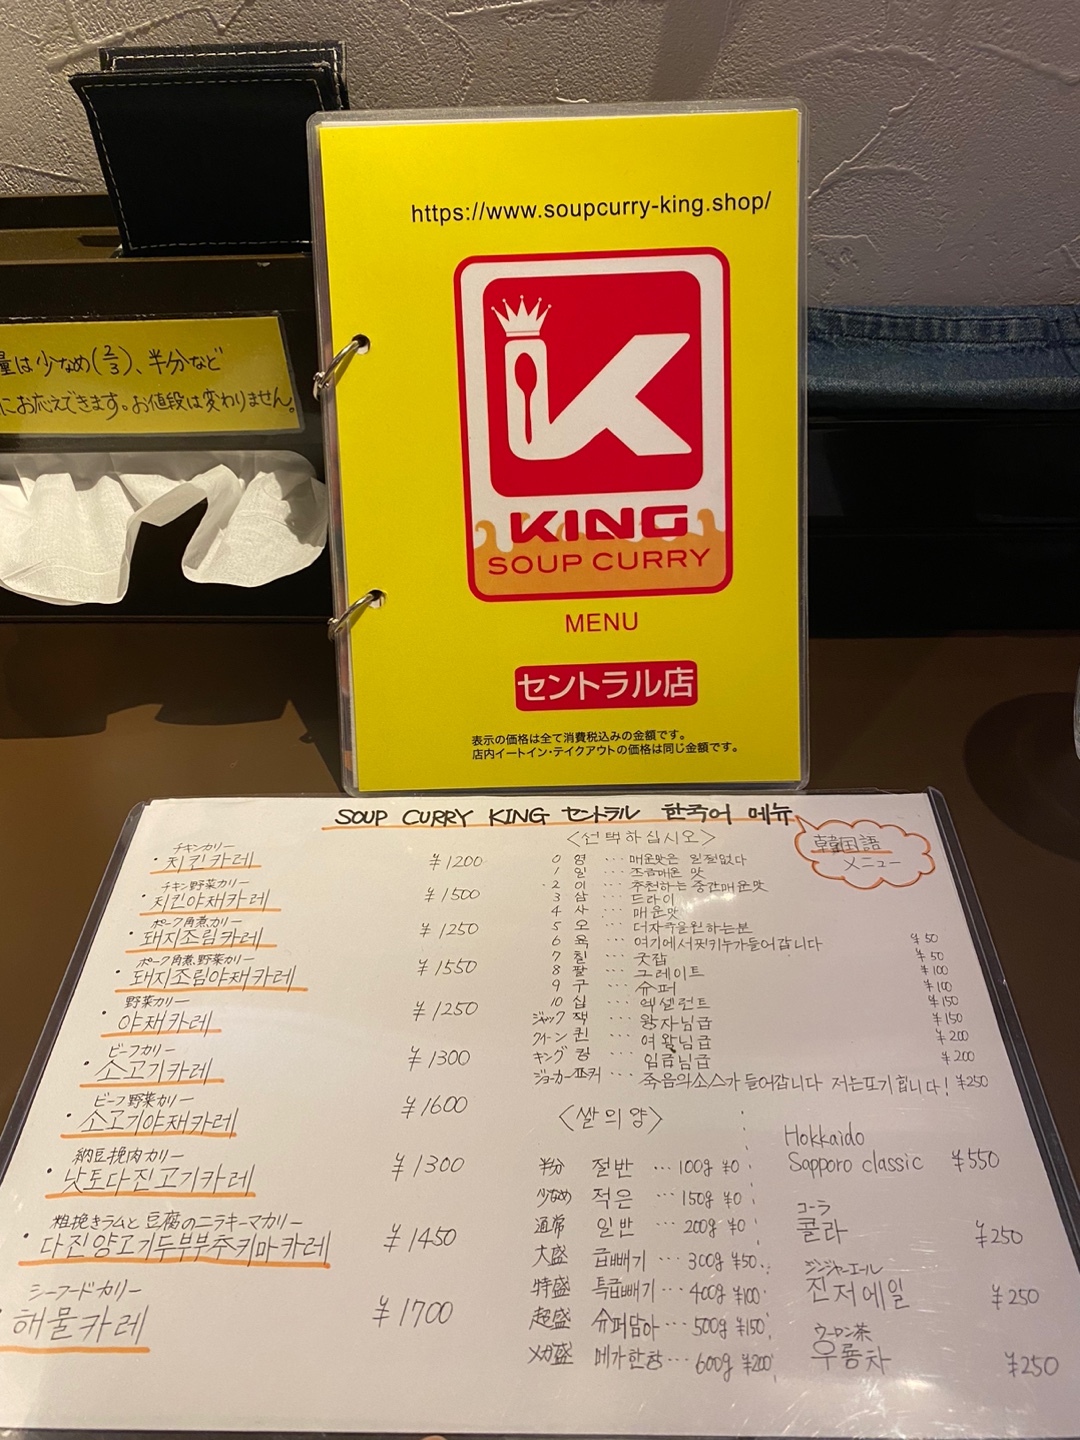 https://www.soupcurry-king.shop/
K
KING
SOUP CURRY
MENU
セントラル店
表示の価格は全て消費税込みの金額です。
店内イートイン・テイクアウトの価格は同じ金額です。
量は少なめ(2/3)、半分など
にお応えできます。お値段は変わりません。
SOUP CURRY KING セントラル 한국어 메뉴
韓国語
メニュー
チキンカリー
・치킨카레 ¥1200
チキン野菜カリー
・치킨야채카레 ¥1500
ポーク角煮カリー
・돼지조림카레 ¥1250
ポーク角煮野菜カリー
・돼지조림야채카레 ¥1550
野菜カリー
・야채카레 ¥1250
ビーフカリー
・소고기카레 ¥1300
ビーフ野菜カリー
・소고기야채카레 ¥1600
納豆挽肉カリー
・낫토다진고기카레 ¥1300
粗挽きラムと豆腐のニラキーマカリー
・다진양고기두부부추키마카레 ¥1450
シーフードカリー
・해물카레 ¥1700
<선택하십시오>
0 영 … 매운맛은 일절없다
1 일 … 조금매운 맛
・2 이 … 추천하는 중간매운맛
3 삼 … 드라이
4 사 … 매운맛
5 오 … 더자극을원하는분
6 육 … 여기에서핏키누가들어갑니다 ¥50
7 칠 … 굿잡 ¥50
8 팔 … 그레이트 ¥100
9 구 … 슈퍼 ¥100
10 십 … 엑셀런트 ¥150
ジャック 잭 … 왕자님급 ¥150
クイーン 퀸 … 여왕님급 ¥200
キング 킹 … 임금님급 ¥200
ジョーカー 죠커 … 죽음의소스가 들어갑니다 저는포기합니다! ¥250
<쌀의양>
半分 절반 … 100g ¥0
少なめ 적은 … 150g ¥0
通常 일반 … 200g ¥0
大盛 곱빼기 … 300g ¥50
特盛 특곱빼기 … 400g ¥100
超盛 슈퍼담아 … 500g ¥150
メガ盛 메가한창 … 600g ¥200
Hokkaido
Sapporo classic ¥550
コーラ
콜라 ¥250
ジンジャーエール
진저에일 ¥250
ウーロン茶
우롱차 ¥250